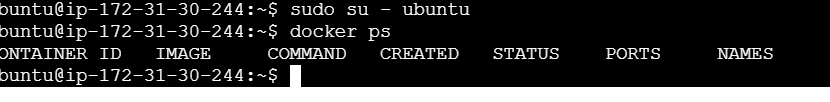 buntu@ip-172-31-30-244:~$ sudo su - ubuntu
buntu@ip-172-31-30-244:~$ docker ps
ONTAINER ID   IMAGE     COMMAND   CREATED   STATUS    PORTS     NAMES
buntu@ip-172-31-30-244:~$